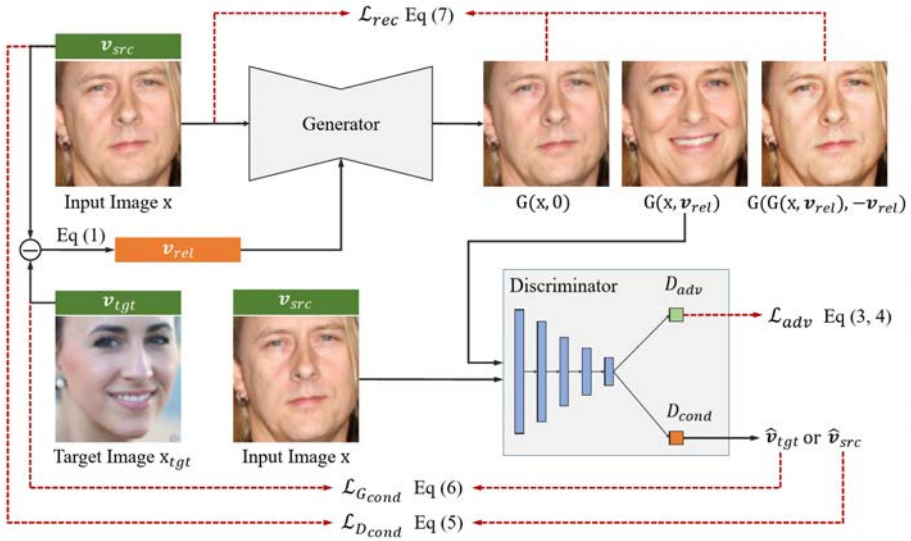 𝓛_rec Eq (7)
𝒗_src
Generator
Input Image x
G(x, 0)
G(x, 𝒗_rel)
G(G(x, 𝒗_rel), −𝒗_rel)
Eq (1)
𝒗_rel
−
𝒗_tgt
𝒗_src
Discriminator
D_adv
𝓛_adv Eq (3, 4)
D_cond
𝒗̂_tgt or 𝒗̂_src
Target Image x_tgt
Input Image x
𝓛_G_cond Eq (6)
𝓛_D_cond Eq (5)